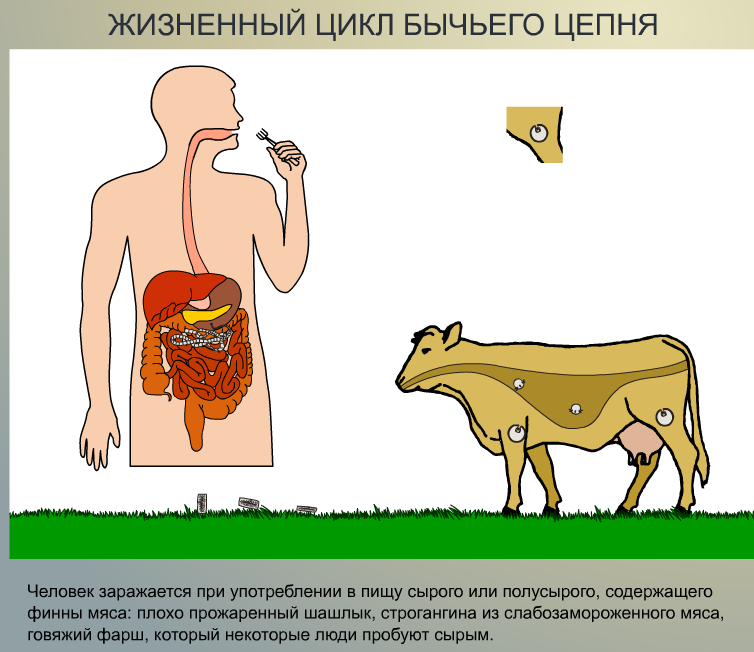 ЖИЗНЕННЫЙ ЦИКЛ БЫЧЬЕГО ЦЕПНЯ
Человек заражается при употреблении в пищу сырого или полусырого, содержащего
финны мяса: плохо прожаренный шашлык, строгангина из слабозамороженного мяса,
говяжий фарш, который некоторые люди пробуют сырым.